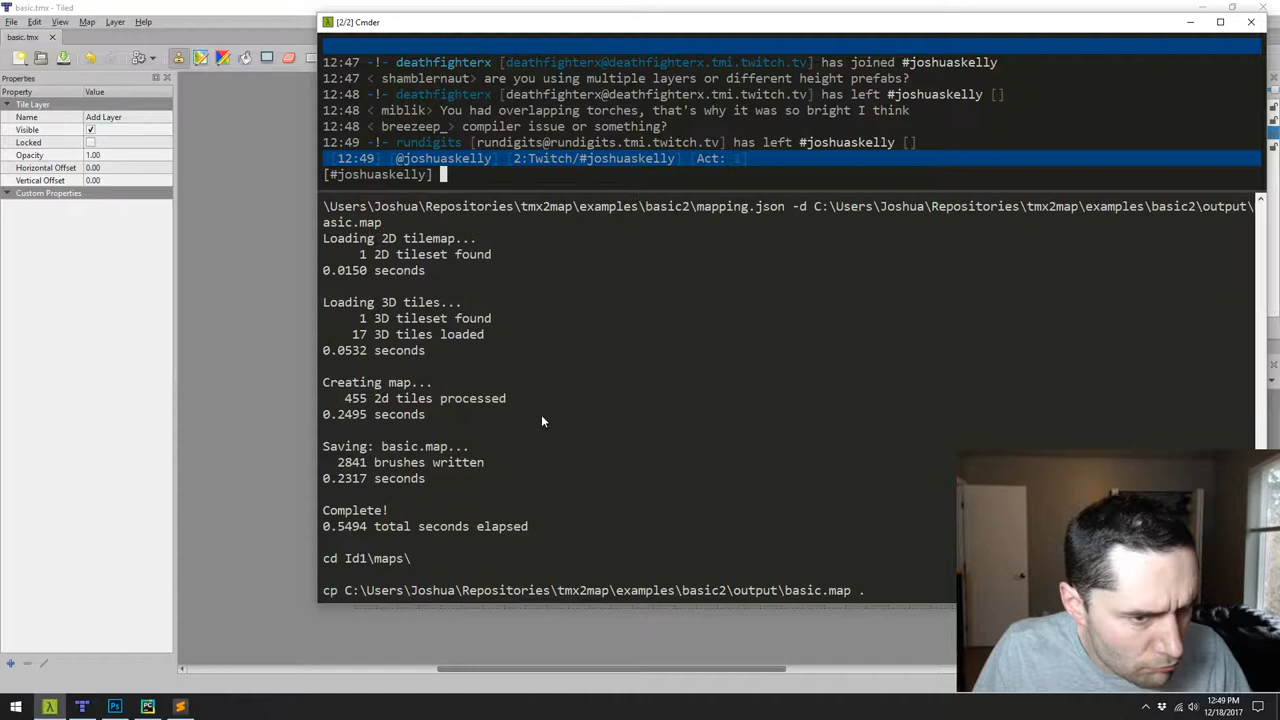 basic.tmx - Tiled
[2/2] Cmder
File Edit View Map Layer Help
basic.tmx
Properties
Property Value
Tile Layer
Name Add Layer
Visible
Locked
Opacity 1.00
Horizontal Offset 0.00
Vertical Offset 0.00
Custom Properties
12:47 -!- deathfighterx [deathfighterx@deathfighterx.tmi.twitch.tv] has joined #joshuaskelly
12:47 < shamblernaut> are you using multiple layers or different height prefabs?
12:48 -!- deathfighterx [deathfighterx@deathfighterx.tmi.twitch.tv] has left #joshuaskelly []
12:48 < miblik> You had overlapping torches, that's why it was so bright I think
12:48 < breezeep_> compiler issue or something?
12:49 -!- rundigits [rundigits@rundigits.tmi.twitch.tv] has left #joshuaskelly []
[12:49] [@joshuaskelly] [2:Twitch/#joshuaskelly] [Act: ]
[#joshuaskelly]
\Users\Joshua\Repositories\tmx2map\examples\basic2\mapping.json -d C:\Users\Joshua\Repositories\tmx2map\examples\basic2\output\
asic.map
Loading 2D tilemap...
1 2D tileset found
0.0150 seconds
Loading 3D tiles...
1 3D tileset found
17 3D tiles loaded
0.0532 seconds
Creating map...
455 2d tiles processed
0.2495 seconds
Saving: basic.map...
2841 brushes written
0.2317 seconds
Complete!
0.5494 total seconds elapsed
cd Id1\maps\
cp C:\Users\Joshua\Repositories\tmx2map\examples\basic2\output\basic.map .
12:49 PM
12/18/2017